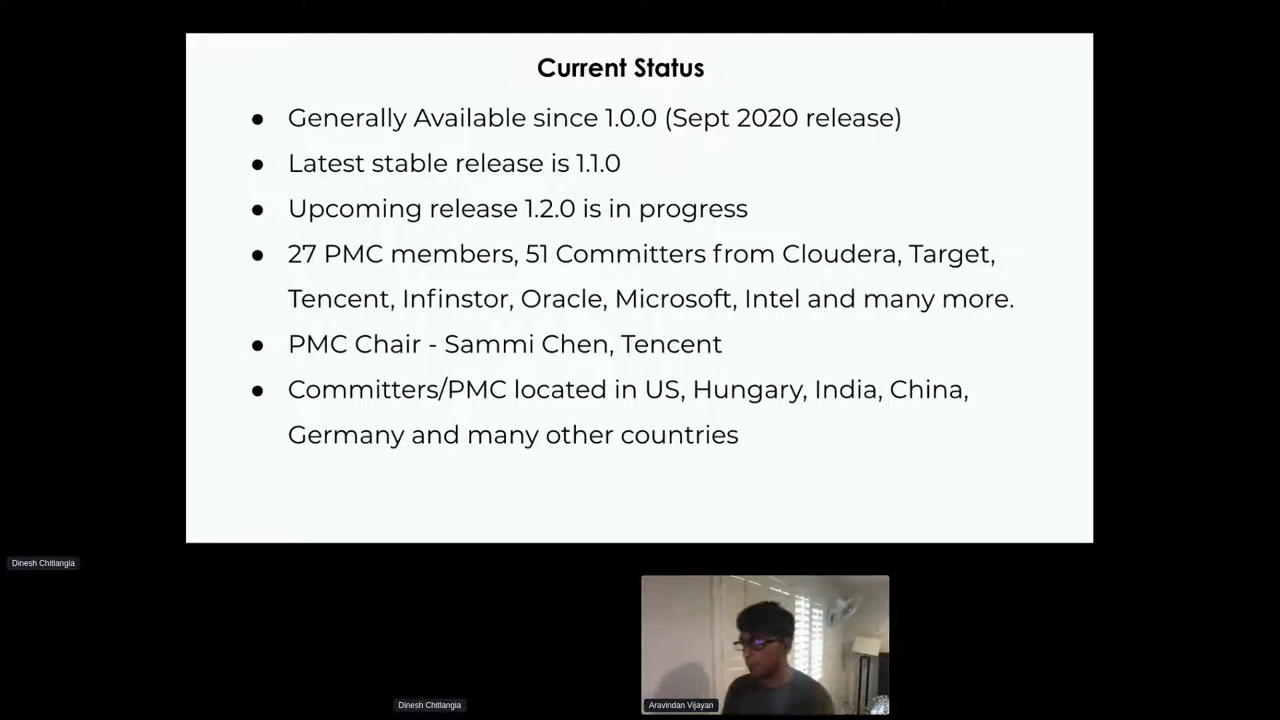 Current Status
● Generally Available since 1.0.0 (Sept 2020 release)
● Latest stable release is 1.1.0
● Upcoming release 1.2.0 is in progress
● 27 PMC members, 51 Committers from Cloudera, Target,
Tencent, Infinstor, Oracle, Microsoft, Intel and many more.
● PMC Chair - Sammi Chen, Tencent
● Committers/PMC located in US, Hungary, India, China,
Germany and many other countries
Dinesh Chitlangia
Dinesh Chitlangia
Aravindan Vijayan